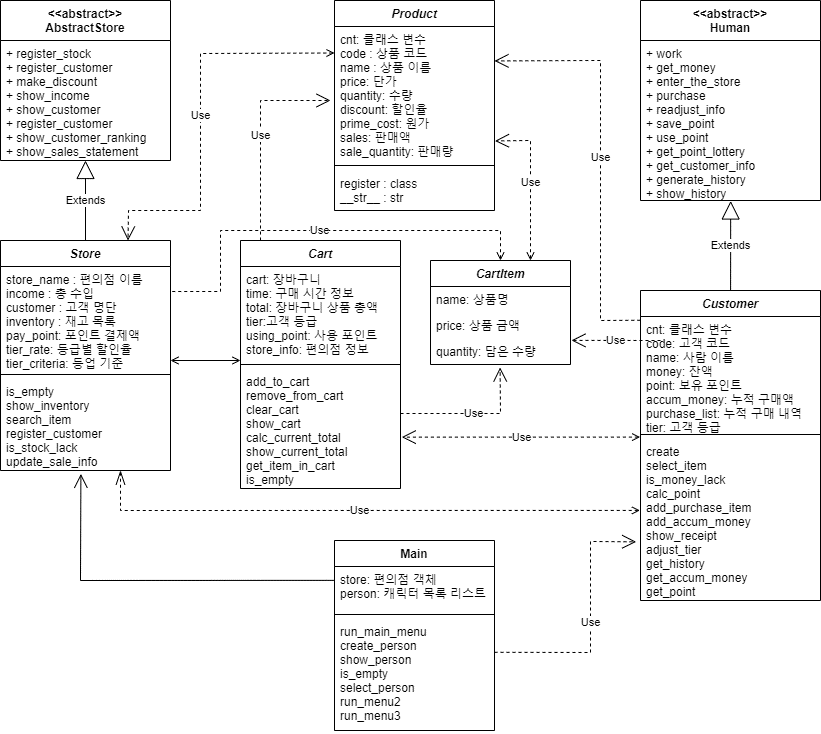 <<abstract>>
AbstractStore
+ register_stock
+ register_customer
+ make_discount
+ show_income
+ show_customer
+ register_customer
+ show_customer_ranking
+ show_sales_statement
Extends
Product
cnt: 클래스 변수
code : 상품 코드
name : 상품 이름
price: 단가
quantity: 수량
discount: 할인율
prime_cost: 원가
sales: 판매액
sale_quantity: 판매량
register : class
__str__ : str
<<abstract>>
Human
+ work
+ get_money
+ enter_the_store
+ purchase
+ readjust_info
+ save_point
+ use_point
+ get_point_lottery
+ get_customer_info
+ generate_history
+ show_history
Extends
Use
Use
Use
Use
Use
Store
store_name : 편의점 이름
income : 총 수입
customer : 고객 명단
inventory : 재고 목록
pay_point: 포인트 결제액
tier_rate: 등급별 할인율
tier_criteria: 등업 기준
is_empty
show_inventory
search_item
register_customer
is_stock_lack
update_sale_info
Cart
cart: 장바구니
time: 구매 시간 정보
total: 장바구니 상품 총액
tier:고객 등급
using_point: 사용 포인트
store_info: 편의점 정보
add_to_cart
remove_from_cart
clear_cart
show_cart
calc_current_total
show_current_total
get_item_in_cart
is_empty
CartItem
name: 상품명
price: 상품 금액
quantity: 담은 수량
Use
Use
Use
Use
Customer
cnt: 클래스 변수
code: 고객 코드
name: 사람 이름
money: 잔액
point: 보유 포인트
accum_money: 누적 구매액
purchase_list: 누적 구매 내역
tier: 고객 등급
create
select_item
is_money_lack
calc_point
add_purchase_item
add_accum_money
show_receipt
adjust_tier
get_history
get_accum_money
get_point
Main
store: 편의점 객체
person: 캐릭터 목록 리스트
run_main_menu
create_person
show_person
is_empty
select_person
run_menu2
run_menu3
Use